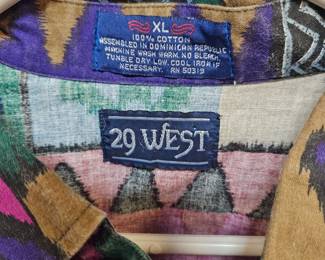 XL
100% COTTON
ASSEMBLED IN DOMINICAN REPUBLIC
MACHINE WASH WARM. NO BLEACH.
TUMBLE DRY LOW. COOL IRON IF
NECESSARY. RN 50319
29 WEST